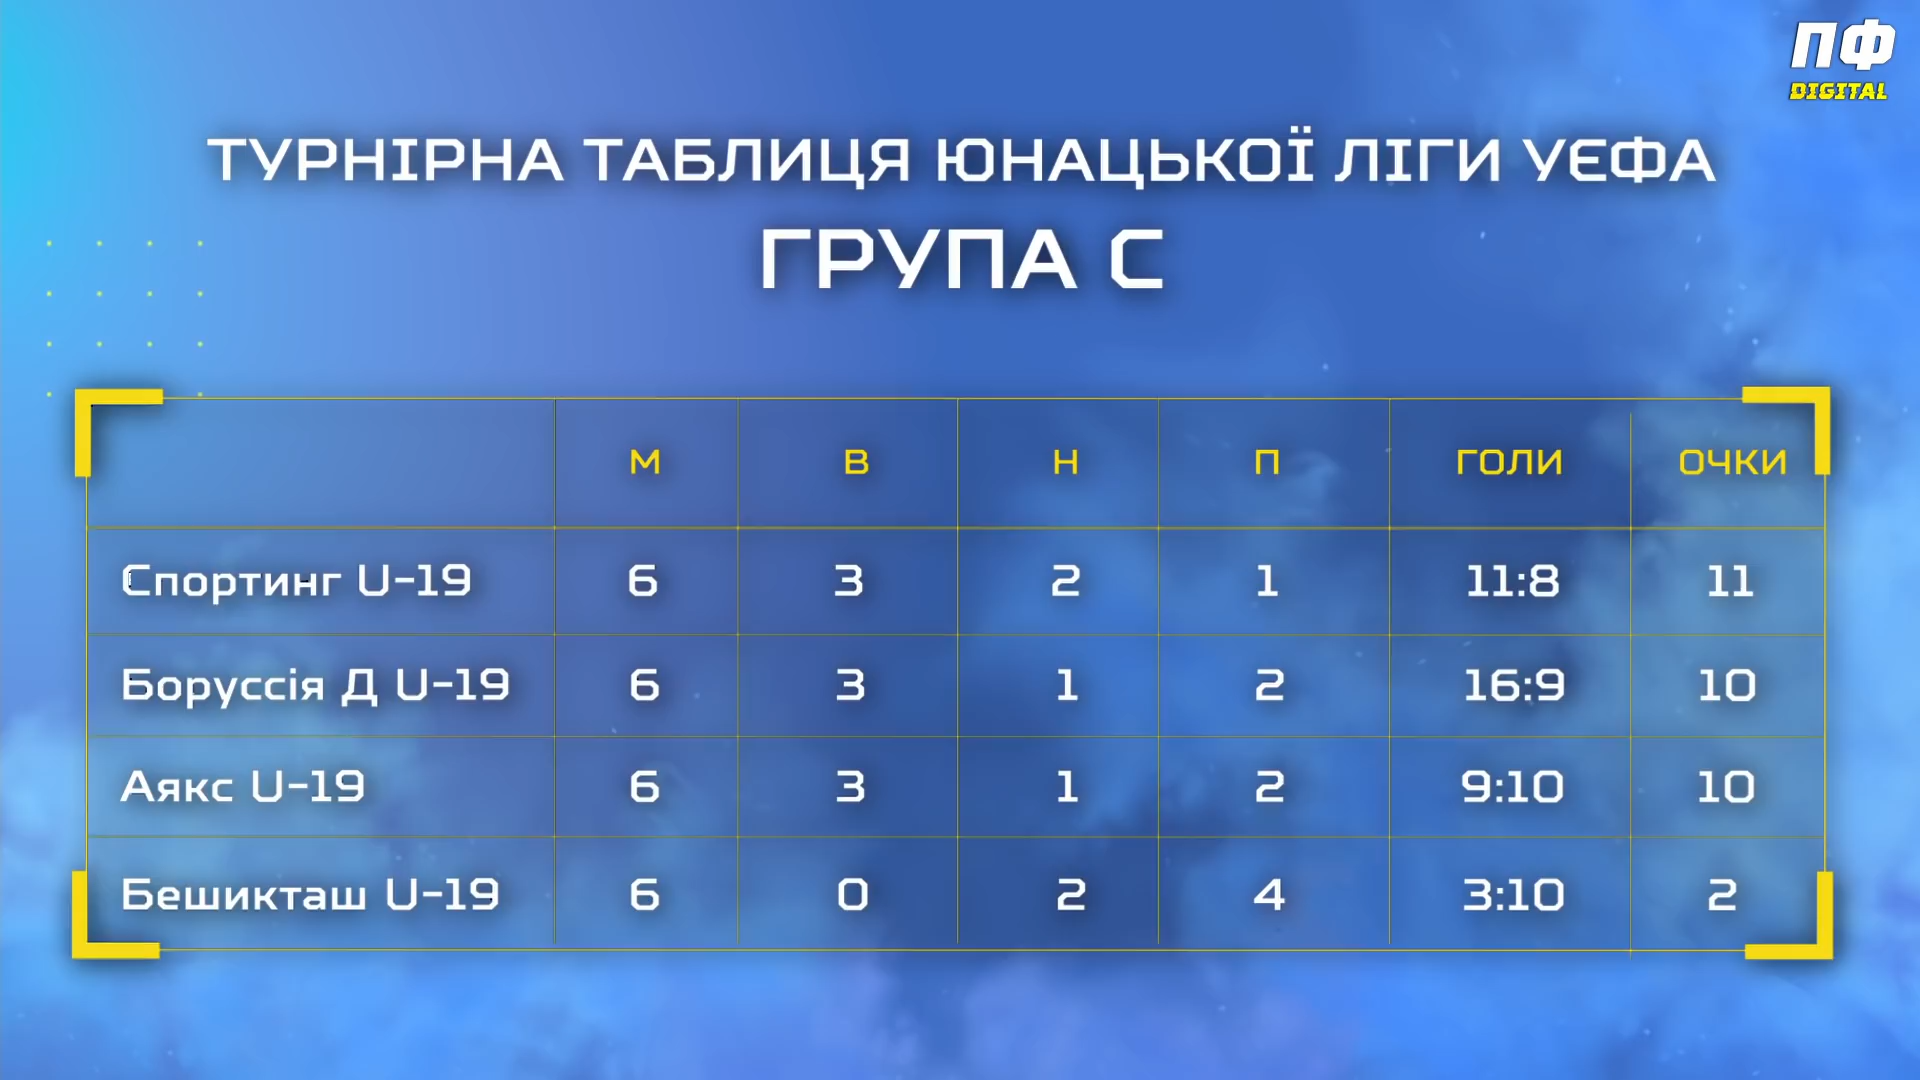 ПФ
DIGITAL
ТУРНІРНА ТАБЛИЦЯ ЮНАЦЬКОЇ ЛІГИ УЄФА
ГРУПА С
М В Н П ГОЛИ ОЧКИ
Спортинг U-19 6 3 2 1 11:8 11
Боруссія Д U-19 6 3 1 2 16:9 10
Аякс U-19 6 3 1 2 9:10 10
Бешикташ U-19 6 0 2 4 3:10 2